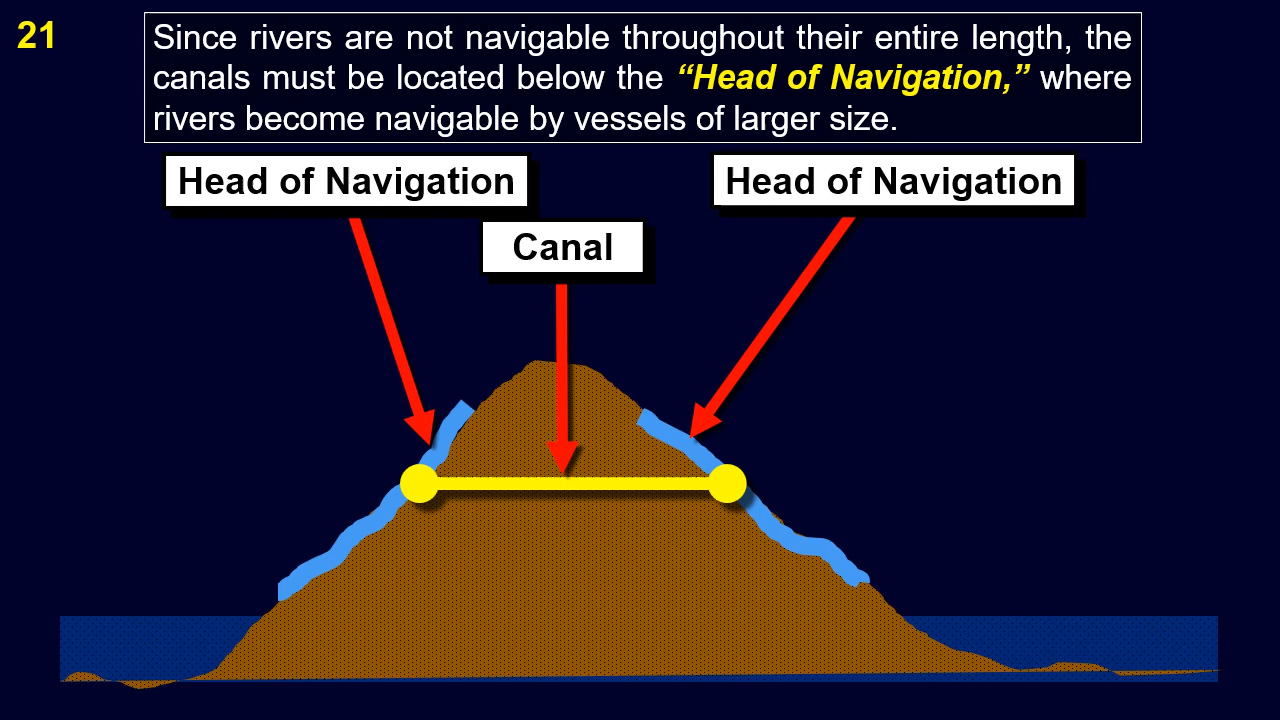 21
Since rivers are not navigable throughout their entire length, the
canals must be located below the “Head of Navigation,” where
rivers become navigable by vessels of larger size.
Head of Navigation
Head of Navigation
Canal